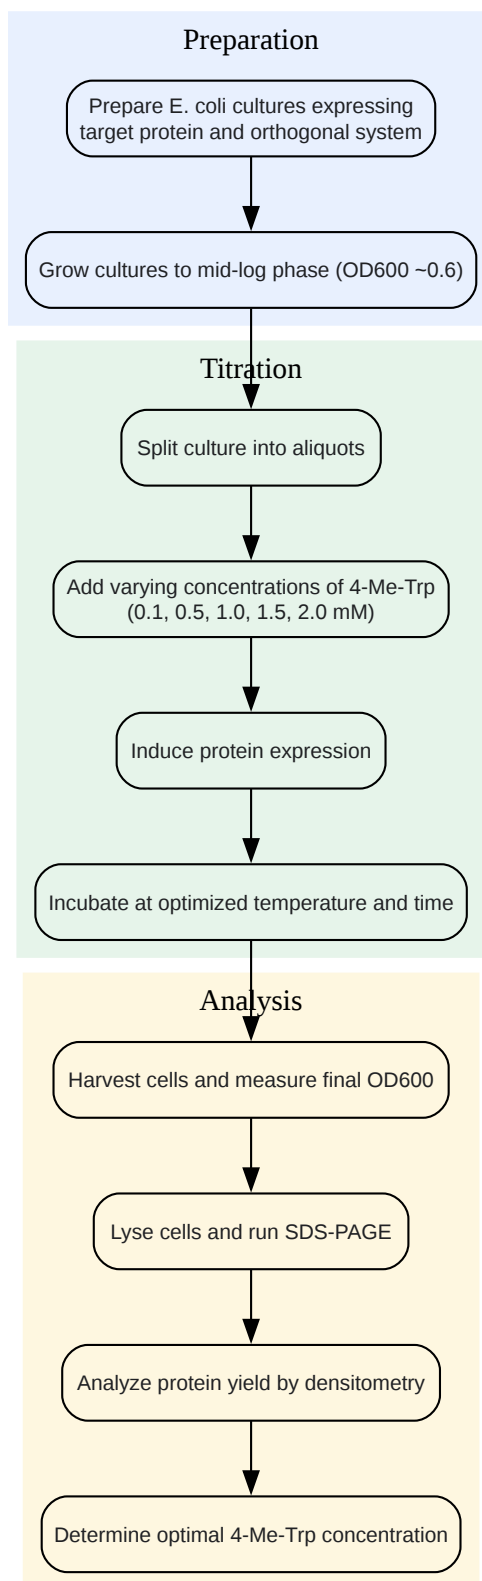 Preparation
Prepare E. coli cultures expressing
target protein and orthogonal system
Grow cultures to mid-log phase (OD600 ~0.6)
Titration
Split culture into aliquots
Add varying concentrations of 4-Me-Trp
(0.1, 0.5, 1.0, 1.5, 2.0 mM)
Induce protein expression
Incubate at optimized temperature and time
Analysis
Harvest cells and measure final OD600
Lyse cells and run SDS-PAGE
Analyze protein yield by densitometry
Determine optimal 4-Me-Trp concentration